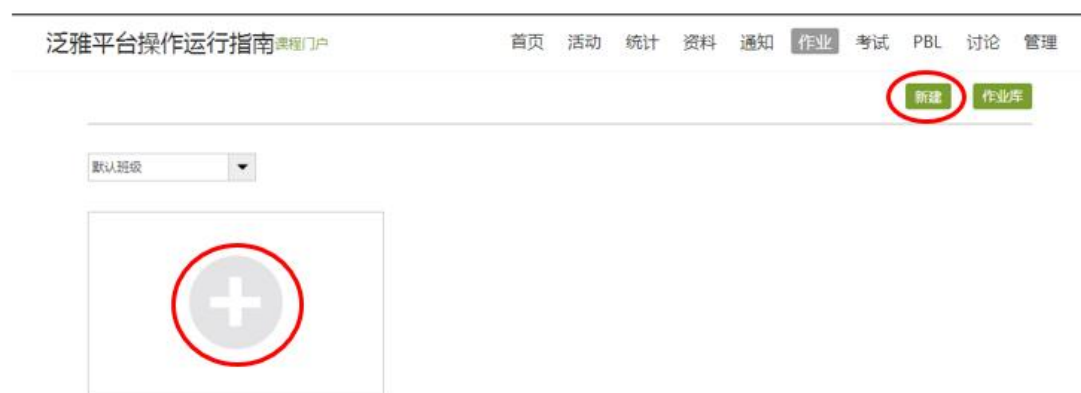 泛雅平台操作运行指南课程门户 首页 活动 统计 资料 通知 作业 考试 PBL 讨论 管理
新建 作业库
默认班级